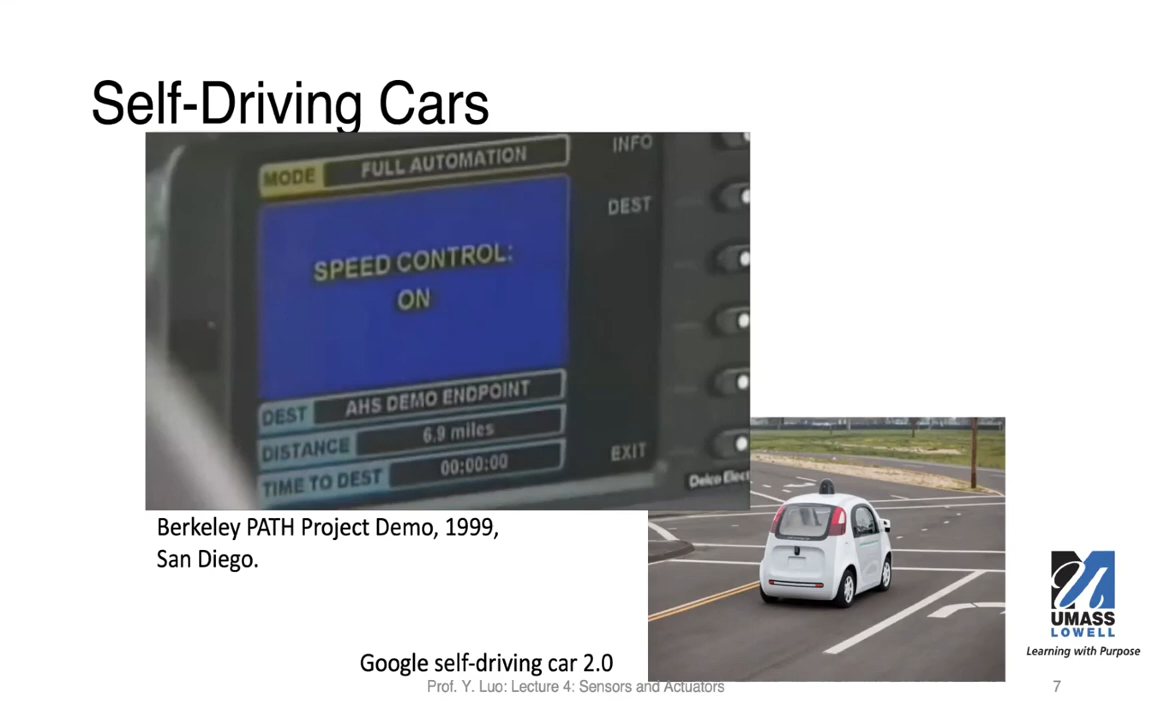 Self-Driving Cars
MODE FULL AUTOMATION
INFO
DEST
SPEED CONTROL:
ON
DEST AHS DEMO ENDPOINT
DISTANCE 6.9 miles
TIME TO DEST 00:00:00
EXIT
Delco Elect
Berkeley PATH Project Demo, 1999,
San Diego.
Google self-driving car 2.0
UMASS
LOWELL
Learning with Purpose
Prof. Y. Luo: Lecture 4: Sensors and Actuators
7